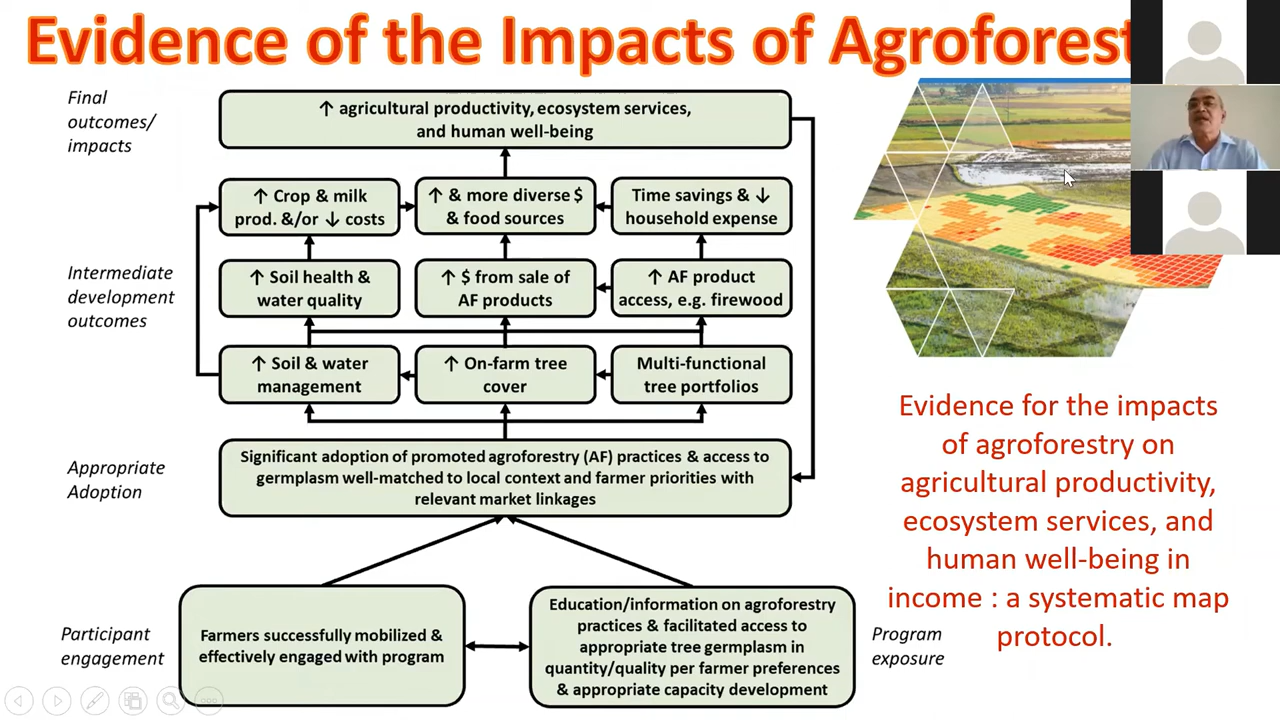 Evidence of the Impacts of Agroforest
Final
outcomes/
impacts
↑ agricultural productivity, ecosystem services,
and human well-being
↑ Crop & milk
prod. &/or ↓ costs
↑ & more diverse $
& food sources
Time savings & ↓
household expense
Intermediate
development
outcomes
↑ Soil health &
water quality
↑ $ from sale of
AF products
↑ AF product
access, e.g. firewood
↑ Soil & water
management
↑ On-farm tree
cover
Multi-functional
tree portfolios
Appropriate
Adoption
Significant adoption of promoted agroforestry (AF) practices & access to
germplasm well-matched to local context and farmer priorities with
relevant market linkages
Participant
engagement
Farmers successfully mobilized &
effectively engaged with program
Education/information on agroforestry
practices & facilitated access to
appropriate tree germplasm in
quantity/quality per farmer preferences
& appropriate capacity development
Program
exposure
Evidence for the impacts
of agroforestry on
agricultural productivity,
ecosystem services, and
human well-being in
income : a systematic map
protocol.